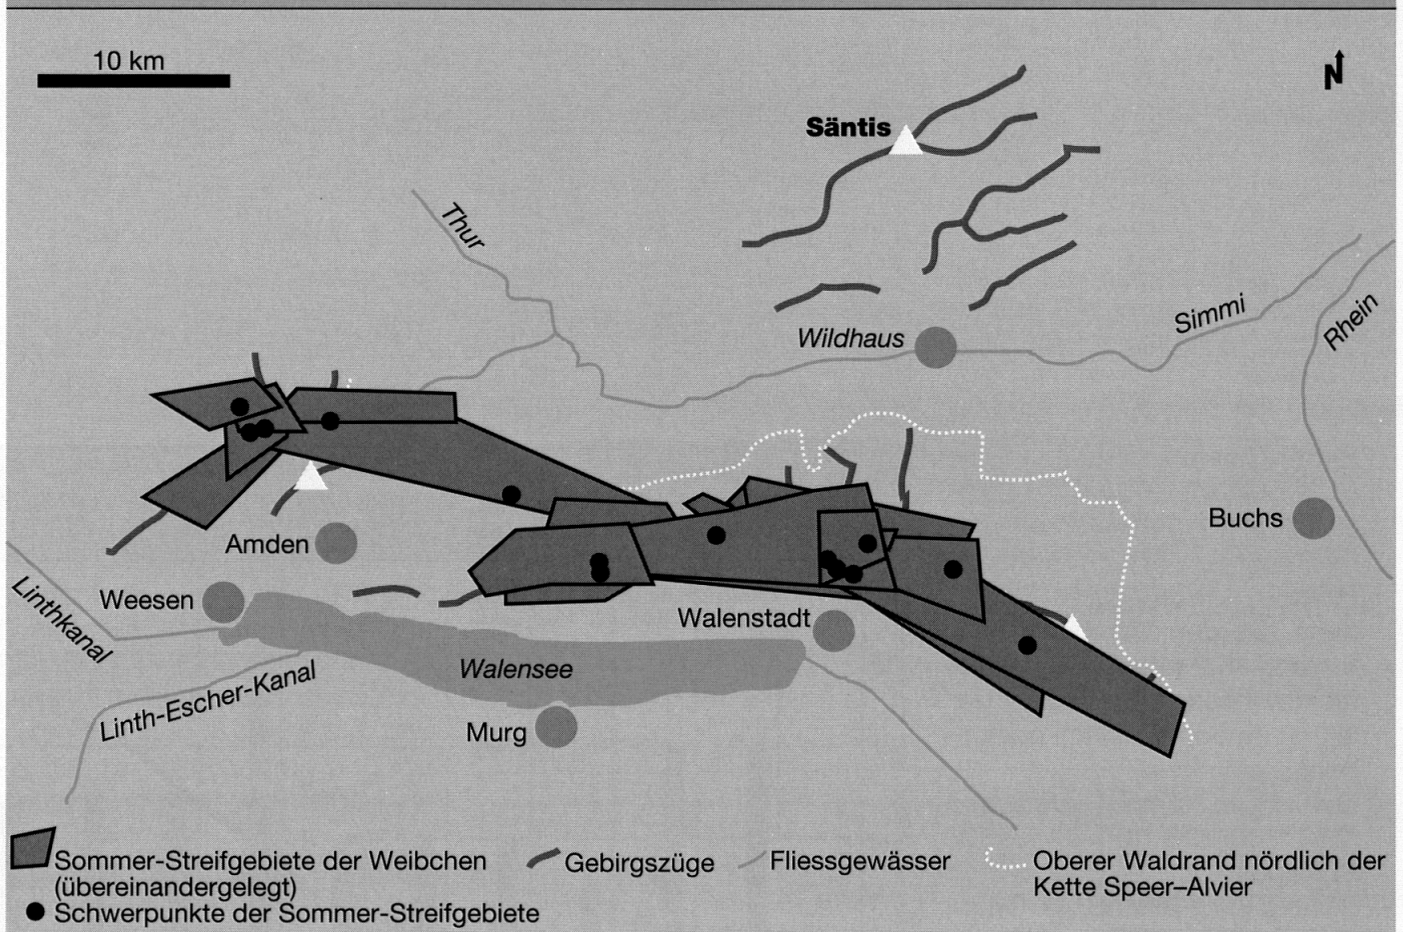 10 km
N
Säntis
Thur
Simmi
Rhein
Wildhaus
Buchs
Amden
Weesen
Linthkanal
Walenstadt
Walensee
Linth-Escher-Kanal
Murg
Sommer-Streifgebiete der Weibchen
(übereinandergelegt)
Schwerpunkte der Sommer-Streifgebiete
Gebirgszüge
Fliessgewässer
Oberer Waldrand nördlich der
Kette Speer–Alvier